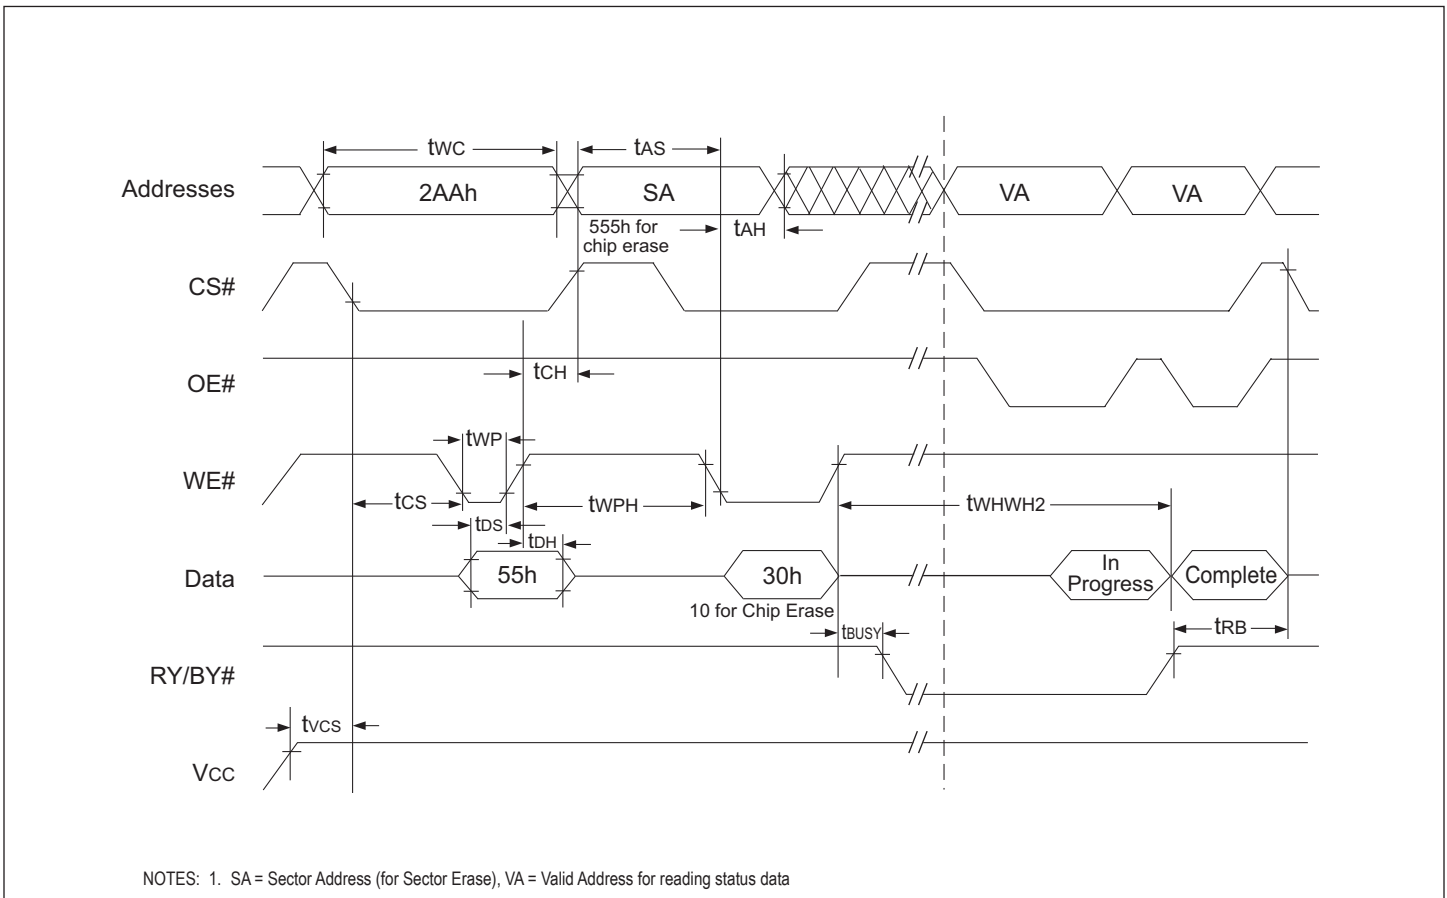 tWC
tAS
Addresses
2AAh
SA
VA
VA
555h for
chip erase
tAH
CS#
tCH
OE#
tWP
WE#
tCS
tWPH
tWHWH2
tDS
tDH
Data
55h
30h
In
Progress
Complete
10 for Chip Erase
tBUSY
tRB
RY/BY#
tVCS
VCC
NOTES: 1. SA = Sector Address (for Sector Erase), VA = Valid Address for reading status data